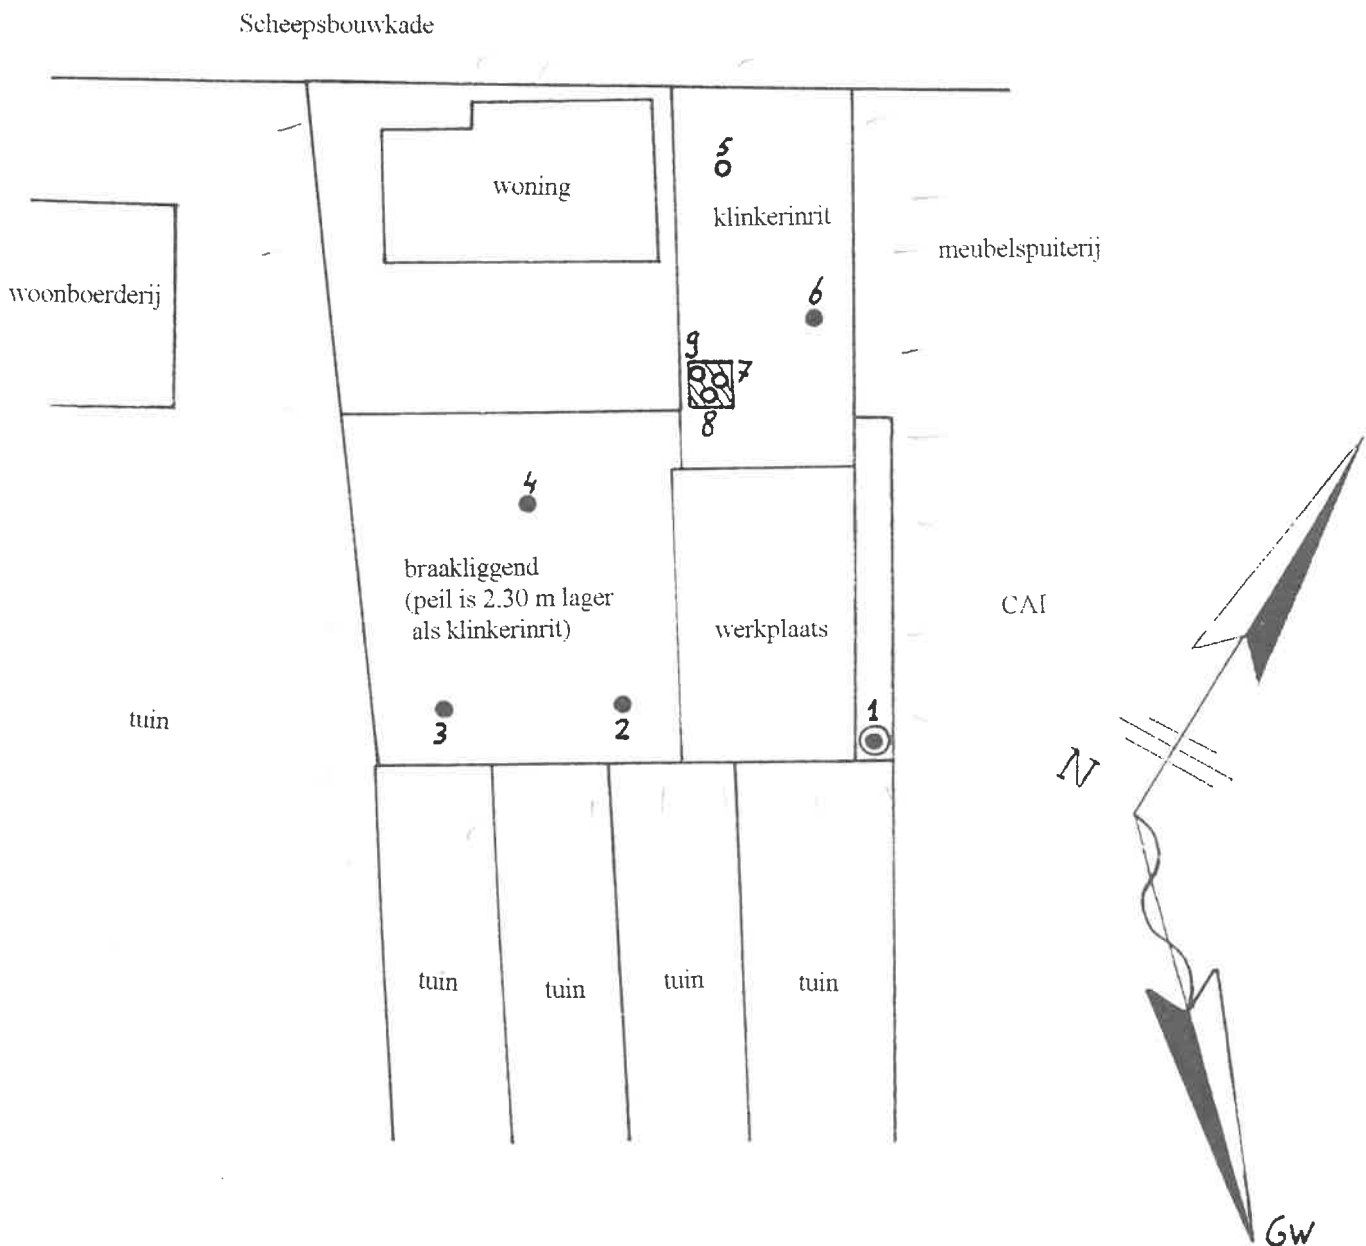 Scheepsbouwkade
5
woning
klinkerinrit
meubelspuiterij
woonboerderij
6
9
7
8
4
braakliggend
(peil is 2.30 m lager
als klinkerinrit)
werkplaats
CAI
tuin
3
2
1
N
tuin
tuin
tuin
tuin
GW